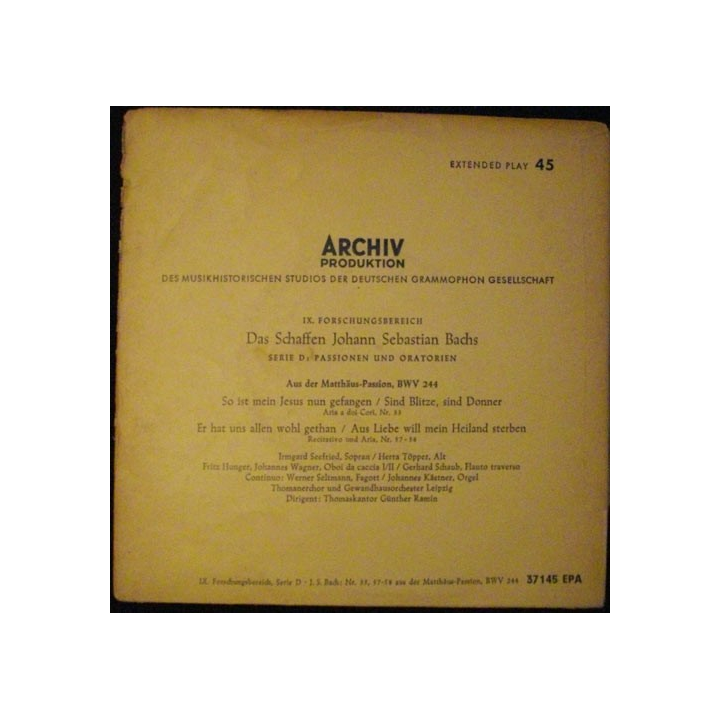 EXTENDED PLAY 45
ARCHIV
PRODUKTION
DES MUSIKHISTORISCHEN STUDIOS DER DEUTSCHEN GRAMMOPHON GESELLSCHAFT
IX. FORSCHUNGSBEREICH
Das Schaffen Johann Sebastian Bachs
SERIE D: PASSIONEN UND ORATORIEN
Aus der Matthäus-Passion, BWV 244
So ist mein Jesus nun gefangen / Sind Blitze, sind Donner
Aria a doi Cori, Nr. 33
Er hat uns allen wohl gethan / Aus Liebe will mein Heiland sterben
Recitativo und Aria, Nr. 57-58
Irmgard Seefried, Sopran / Herta Töpper, Alt
Fritz Hunger, Johannes Wagner, Oboi da caccia I/II / Gerhard Schaub, Flauto traverso
Continuo: Werner Seltmann, Fagott / Johannes Kästner, Orgel
Thomanerchor und Gewandhausorchester Leipzig
Dirigent: Thomaskantor Günther Ramin
IX. Forschungsbereich, Serie D · J. S. Bach: Nr. 33, 57-58 aus der Matthäus-Passion, BWV 244 37145 EPA